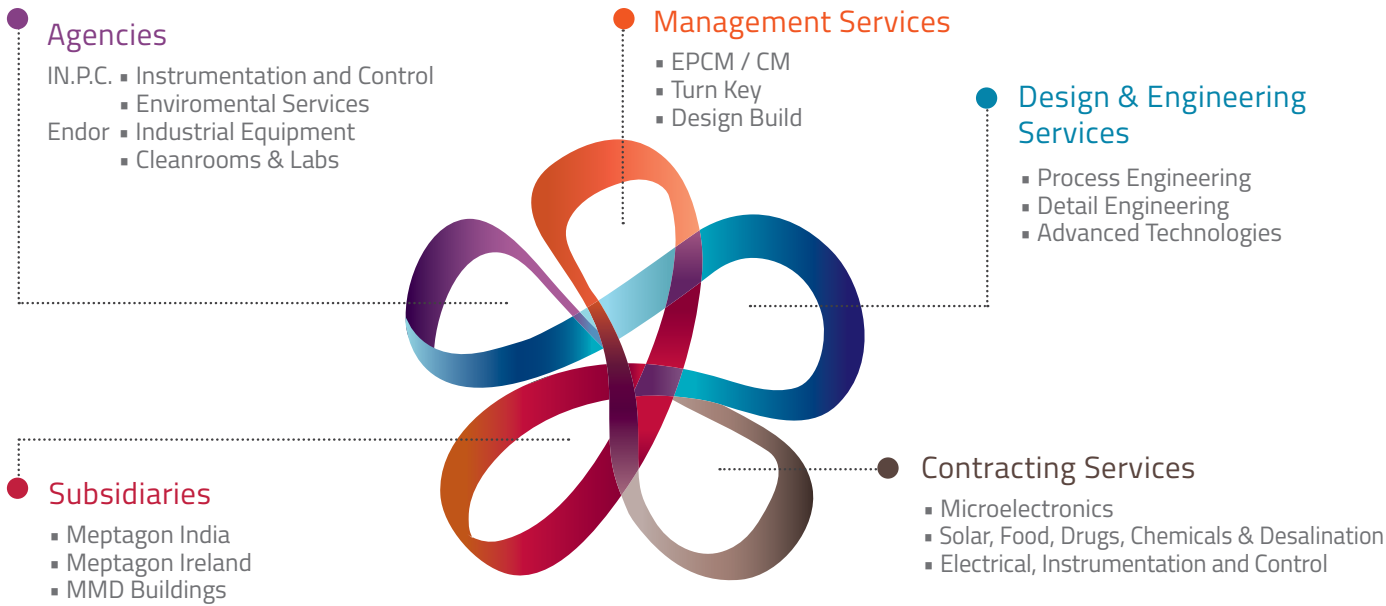 Agencies
IN.P.C. ▪ Instrumentation and Control
▪ Enviromental Services
Endor ▪ Industrial Equipment
▪ Cleanrooms & Labs
Management Services
▪ EPCM / CM
▪ Turn Key
▪ Design Build
Design & Engineering
Services
▪ Process Engineering
▪ Detail Engineering
▪ Advanced Technologies
Subsidiaries
▪ Meptagon India
▪ Meptagon Ireland
▪ MMD Buildings
Contracting Services
▪ Microelectronics
▪ Solar, Food, Drugs, Chemicals & Desalination
▪ Electrical, Instrumentation and Control